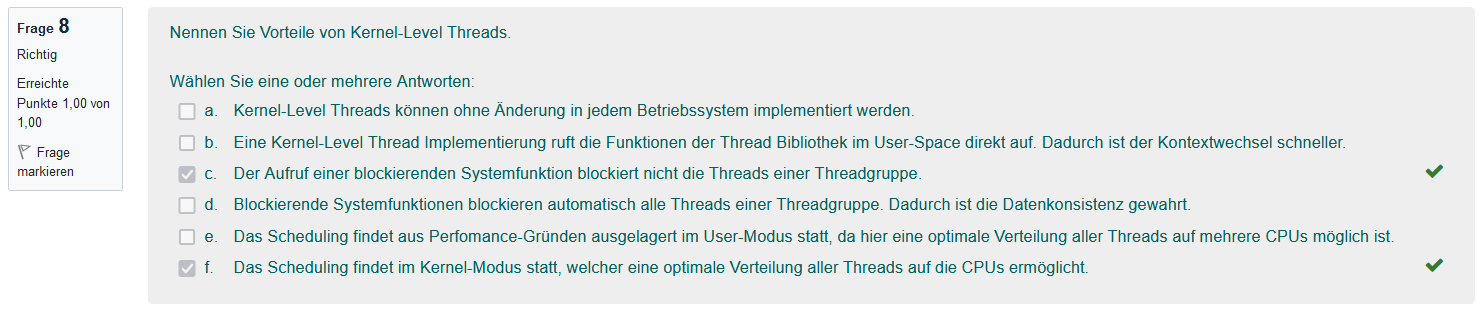 Frage 8
Richtig
Erreichte
Punkte 1,00 von
1,00
Frage
markieren
Nennen Sie Vorteile von Kernel-Level Threads.
Wählen Sie eine oder mehrere Antworten:
a. Kernel-Level Threads können ohne Änderung in jedem Betriebssystem implementiert werden.
b. Eine Kernel-Level Thread Implementierung ruft die Funktionen der Thread Bibliothek im User-Space direkt auf. Dadurch ist der Kontextwechsel schneller.
c. Der Aufruf einer blockierenden Systemfunktion blockiert nicht die Threads einer Threadgruppe.
d. Blockierende Systemfunktionen blockieren automatisch alle Threads einer Threadgruppe. Dadurch ist die Datenkonsistenz gewahrt.
e. Das Scheduling findet aus Perfomance-Gründen ausgelagert im User-Modus statt, da hier eine optimale Verteilung aller Threads auf mehrere CPUs möglich ist.
f. Das Scheduling findet im Kernel-Modus statt, welcher eine optimale Verteilung aller Threads auf die CPUs ermöglicht.